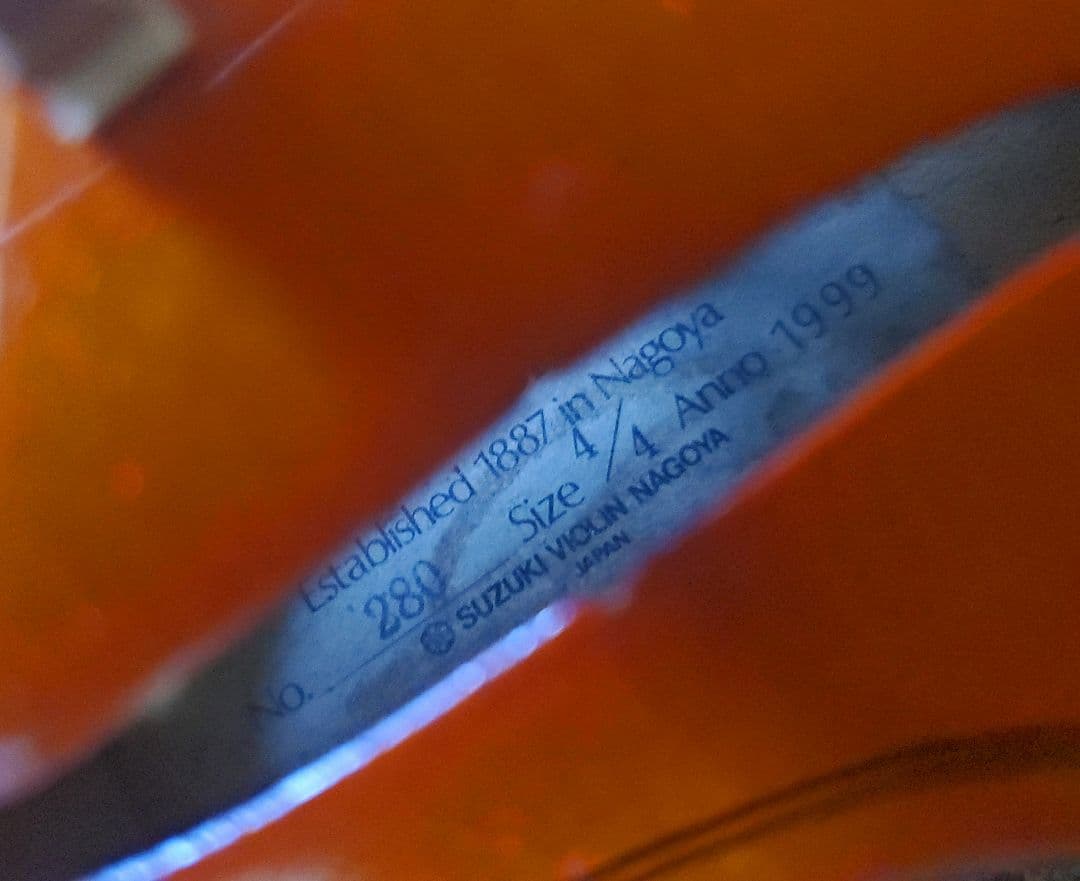 Established 1887 in Nagoya
No. 280 Size 4/4 Anno 1999
SUZUKI VIOLIN NAGOYA
JAPAN